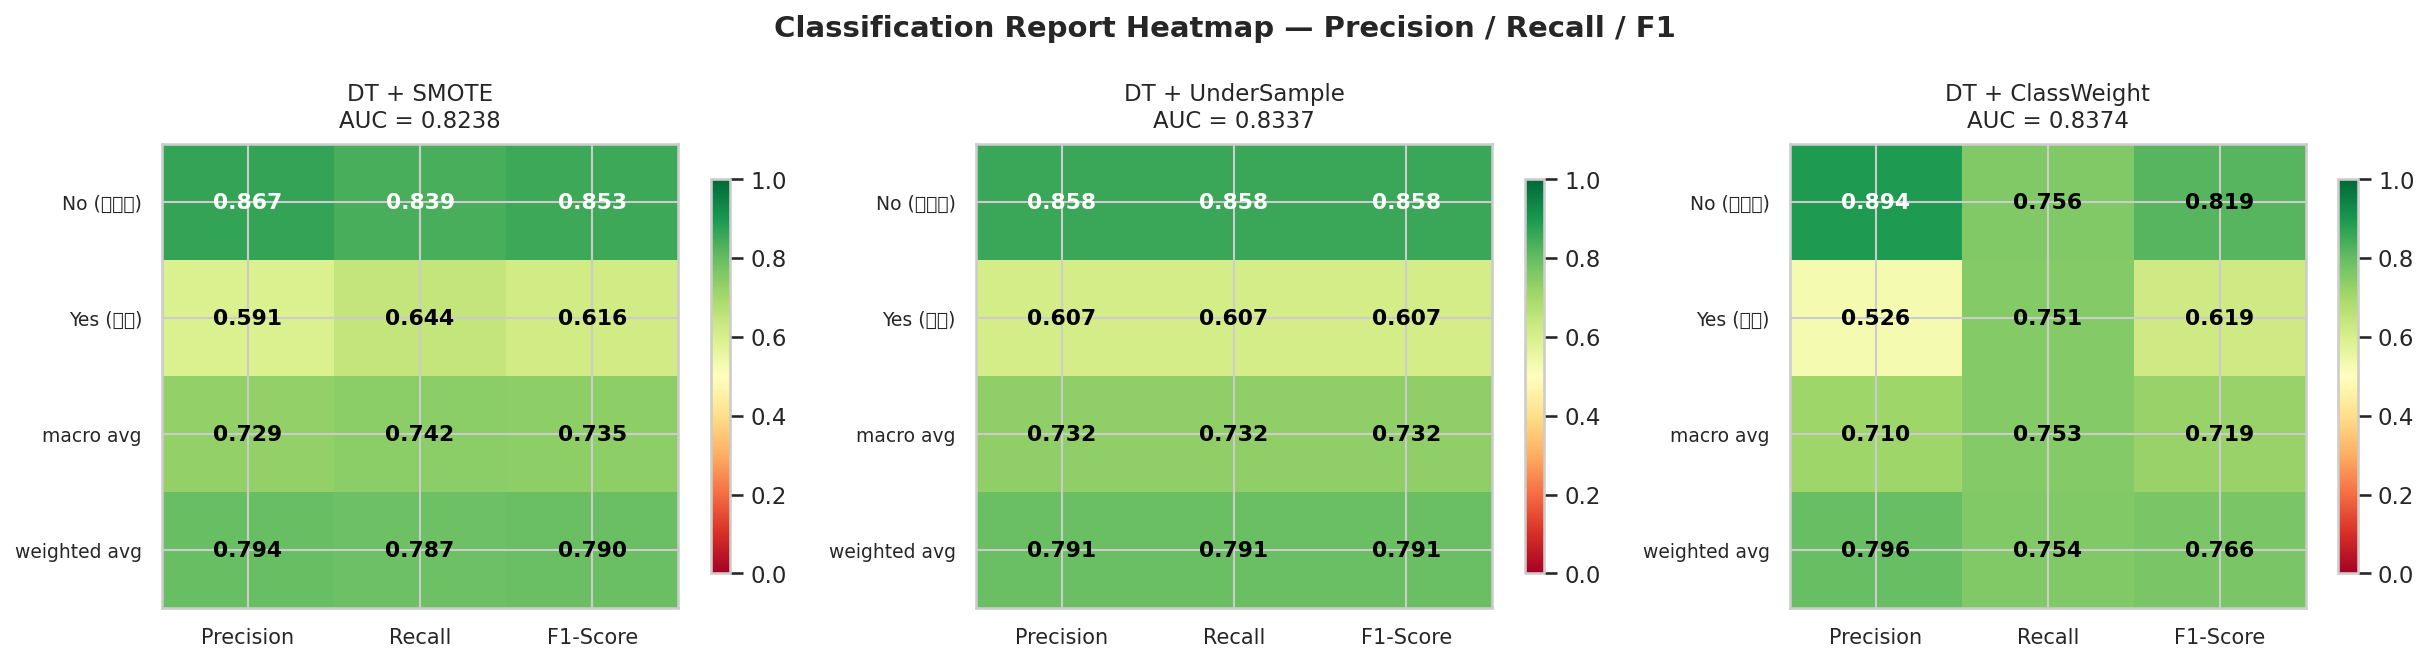 Classification Report Heatmap — Precision / Recall / F1
DT + SMOTE
AUC = 0.8238
No (□□□) 0.867 0.839 0.853
Yes (□□) 0.591 0.644 0.616
macro avg 0.729 0.742 0.735
weighted avg 0.794 0.787 0.790
Precision Recall F1-Score
1.0
0.8
0.6
0.4
0.2
0.0
DT + UnderSample
AUC = 0.8337
No (□□□) 0.858 0.858 0.858
Yes (□□) 0.607 0.607 0.607
macro avg 0.732 0.732 0.732
weighted avg 0.791 0.791 0.791
Precision Recall F1-Score
1.0
0.8
0.6
0.4
0.2
0.0
DT + ClassWeight
AUC = 0.8374
No (□□□) 0.894 0.756 0.819
Yes (□□) 0.526 0.751 0.619
macro avg 0.710 0.753 0.719
weighted avg 0.796 0.754 0.766
Precision Recall F1-Score
1.0
0.8
0.6
0.4
0.2
0.0